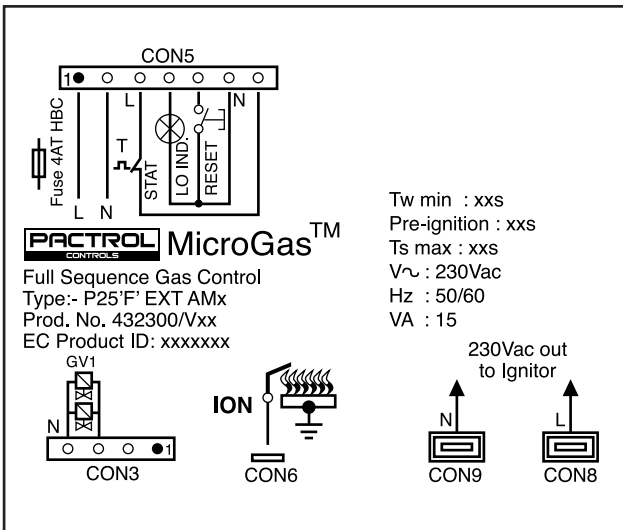 CON5
1
L
N
Fuse 4AT HBC
T
STAT
LO IND.
RESET
L N
PACTROL
CONTROLS
MicroGas™
Full Sequence Gas Control
Type:- P25'F' EXT AMx
Prod. No. 432300/Vxx
EC Product ID: xxxxxxx
Tw min : xxs
Pre-ignition : xxs
Ts max : xxs
V∿ : 230Vac
Hz : 50/60
VA : 15
GV1
N
1
CON3
ION
CON6
230Vac out
to Ignitor
N
L
CON9
CON8